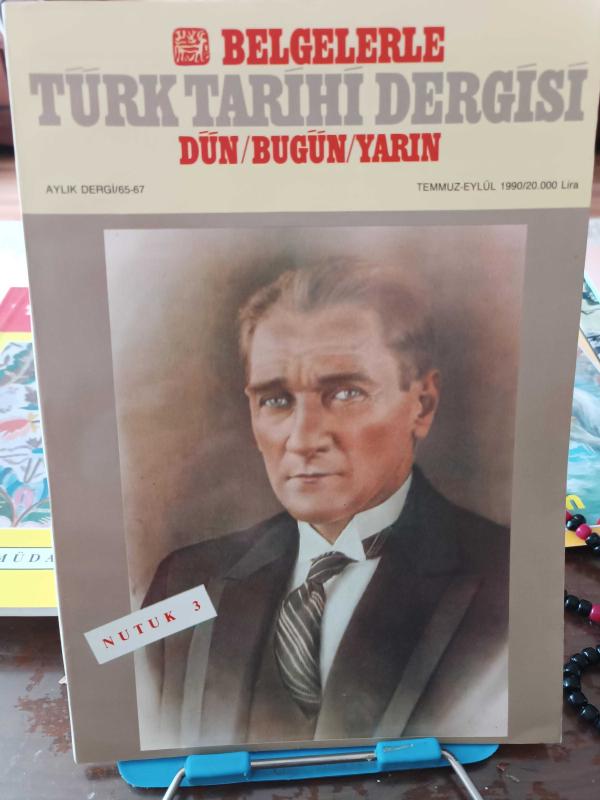 BELGELERLE
TÜRK TARİHİ DERGİSİ
DÜN/BUGÜN/YARIN
AYLIK DERGİ/65-67
TEMMUZ-EYLÜL 1990/20.000 Lira
NUTUK 3
MÜDA